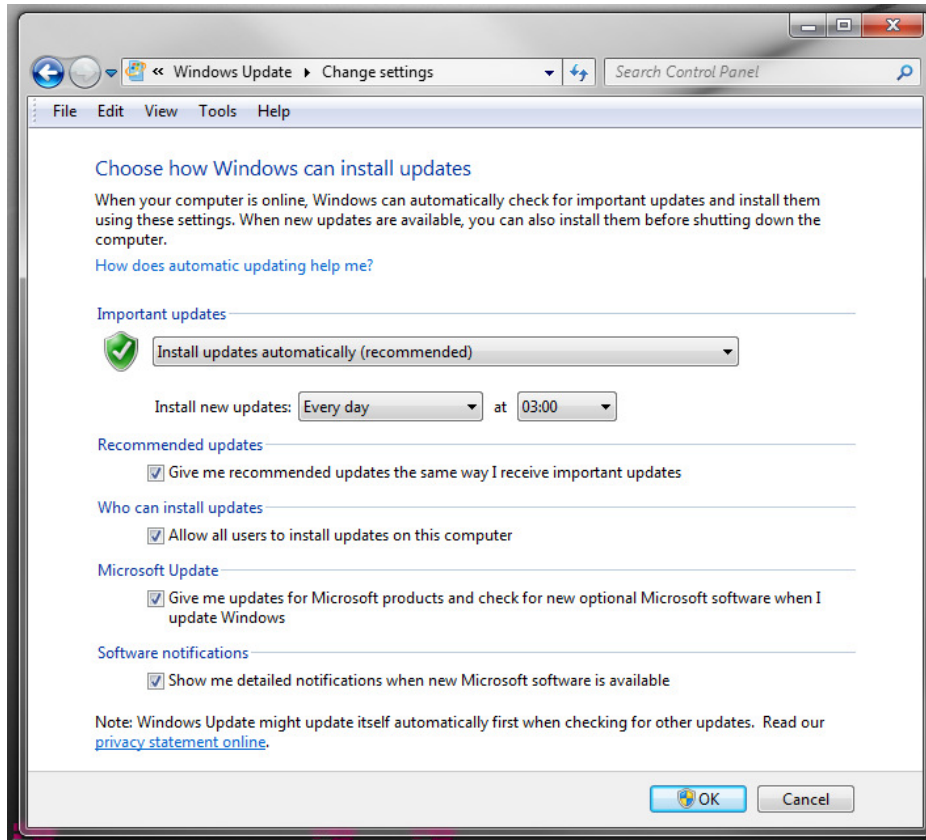 « Windows Update ▸ Change settings
Search Control Panel
File Edit View Tools Help
Choose how Windows can install updates
When your computer is online, Windows can automatically check for important updates and install them
using these settings. When new updates are available, you can also install them before shutting down the
computer.
How does automatic updating help me?
Important updates
Install updates automatically (recommended)
Install new updates: Every day at 03:00
Recommended updates
Give me recommended updates the same way I receive important updates
Who can install updates
Allow all users to install updates on this computer
Microsoft Update
Give me updates for Microsoft products and check for new optional Microsoft software when I
update Windows
Software notifications
Show me detailed notifications when new Microsoft software is available
Note: Windows Update might update itself automatically first when checking for other updates. Read our
privacy statement online.
OK Cancel